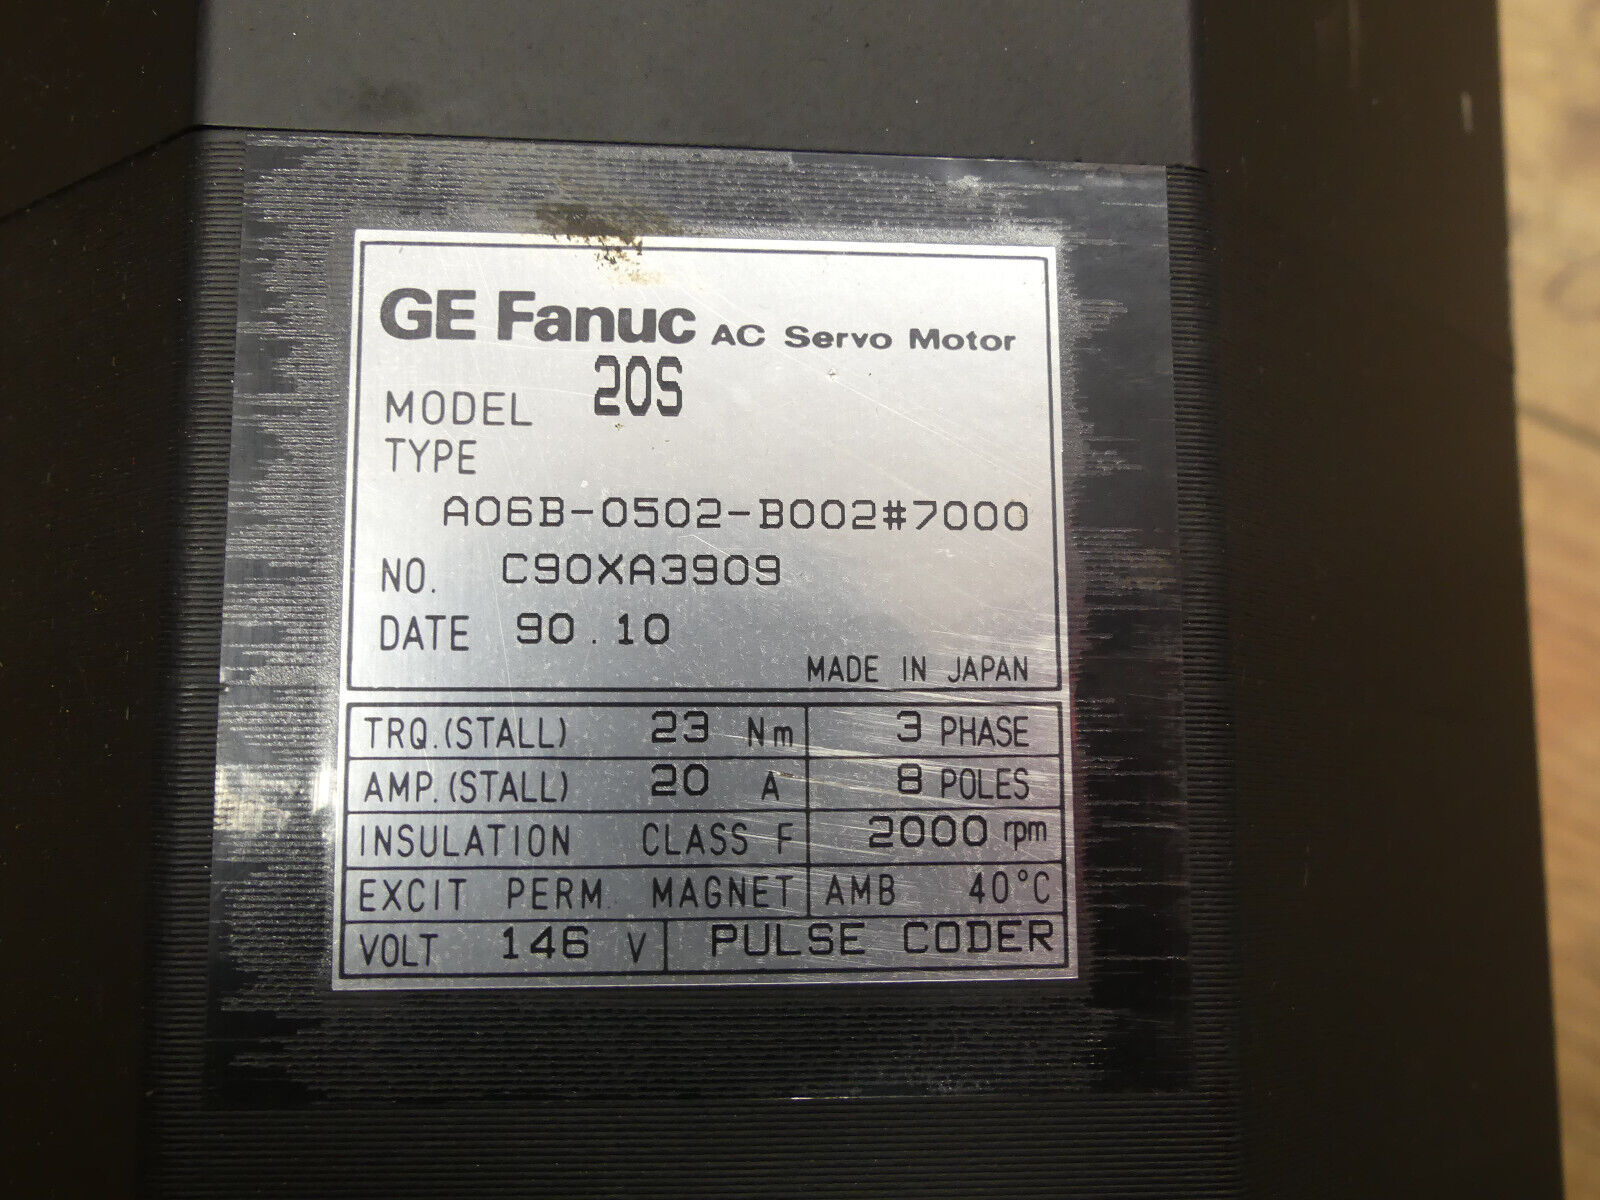 GE Fanuc AC Servo Motor
MODEL 20S
TYPE
A06B-0502-B002#7000
NO. C90XA3909
DATE 90.10
MADE IN JAPAN
TRQ.(STALL) 23 Nm 3 PHASE
AMP.(STALL) 20 A 8 POLES
INSULATION CLASS F 2000 rpm
EXCIT PERM. MAGNET AMB 40°C
VOLT 146 V PULSE CODER